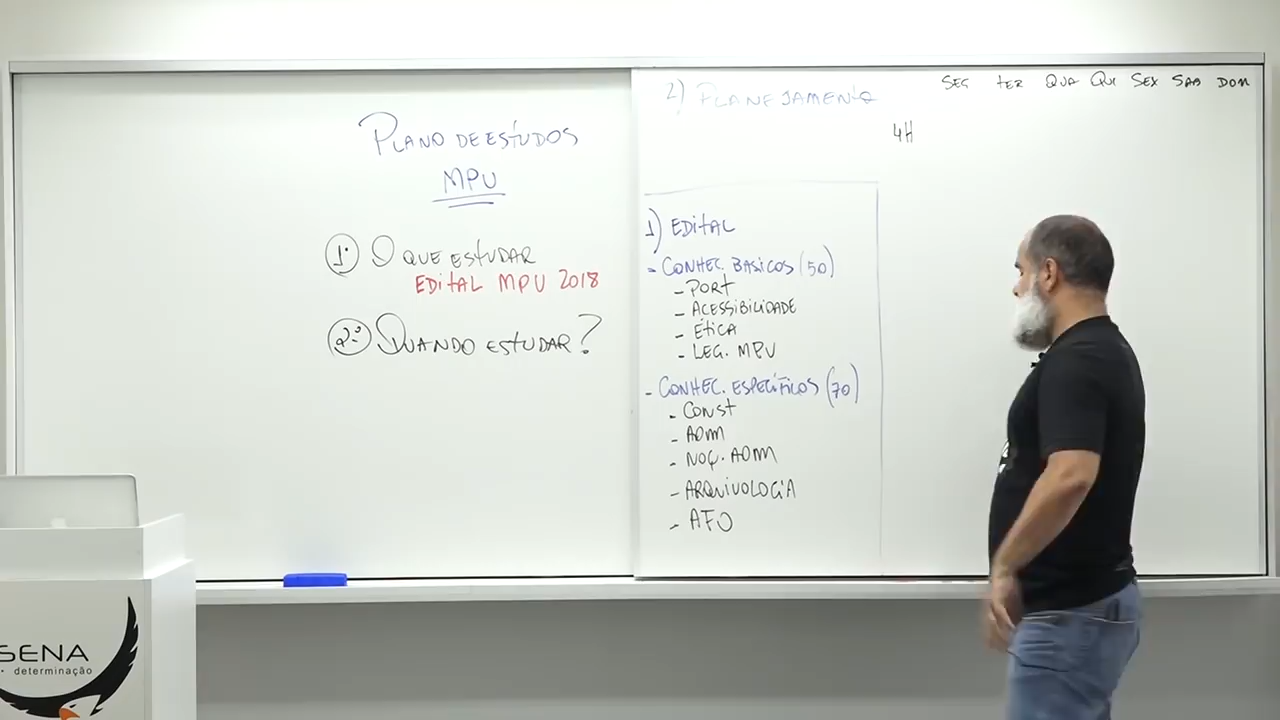 PLANO DE ESTUDOS
MPU
1º O QUE ESTUDAR
EDITAL MPU 2018
2º QUANDO ESTUDAR?
2) PLANEJAMENTO
SEG TER QUA QUI SEX SAB DOM
4H
1) EDITAL
- CONHEC. BÁSICOS (50)
- PORT
- ACESSIBILIDADE
- ÉTICA
- LEG. MPU
- CONHEC. ESPECÍFICOS (70)
- CONST
- ADM
- NOÇ. ADM
- ARQUIVOLOGIA
- AFO
SENA
• determinação